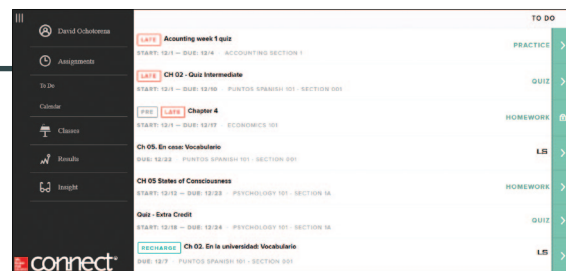 TO DO
David Ochotorena
Assignments
To Do
Calendar
Classes
Results
Insight
connect
LATE Acounting week 1 quiz
START: 12/1 — DUE: 12/4 · ACCOUNTING SECTION 1
PRACTICE
LATE CH 02 - Quiz Intermediate
START: 12/1 — DUE: 12/10 · PUNTOS SPANISH 101 - SECTION 001
QUIZ
PRE LATE Chapter 4
START: 12/1 — DUE: 12/17 · ECONOMICS 101
HOMEWORK
Ch 05. En casa: Vocabulario
DUE: 12/22 · PUNTOS SPANISH 101 - SECTION 001
LS
CH 05 States of Consciousness
START: 12/12 — DUE: 12/23 · PSYCHOLOGY 101 - SECTION 1A
HOMEWORK
Quiz - Extra Credit
START: 12/18 — DUE: 12/24 · PSYCHOLOGY 101 - SECTION 1A
QUIZ
RECHARGE Ch 02. En la universidad: Vocabulario
DUE: 12/7 · PUNTOS SPANISH 101 - SECTION 001
LS